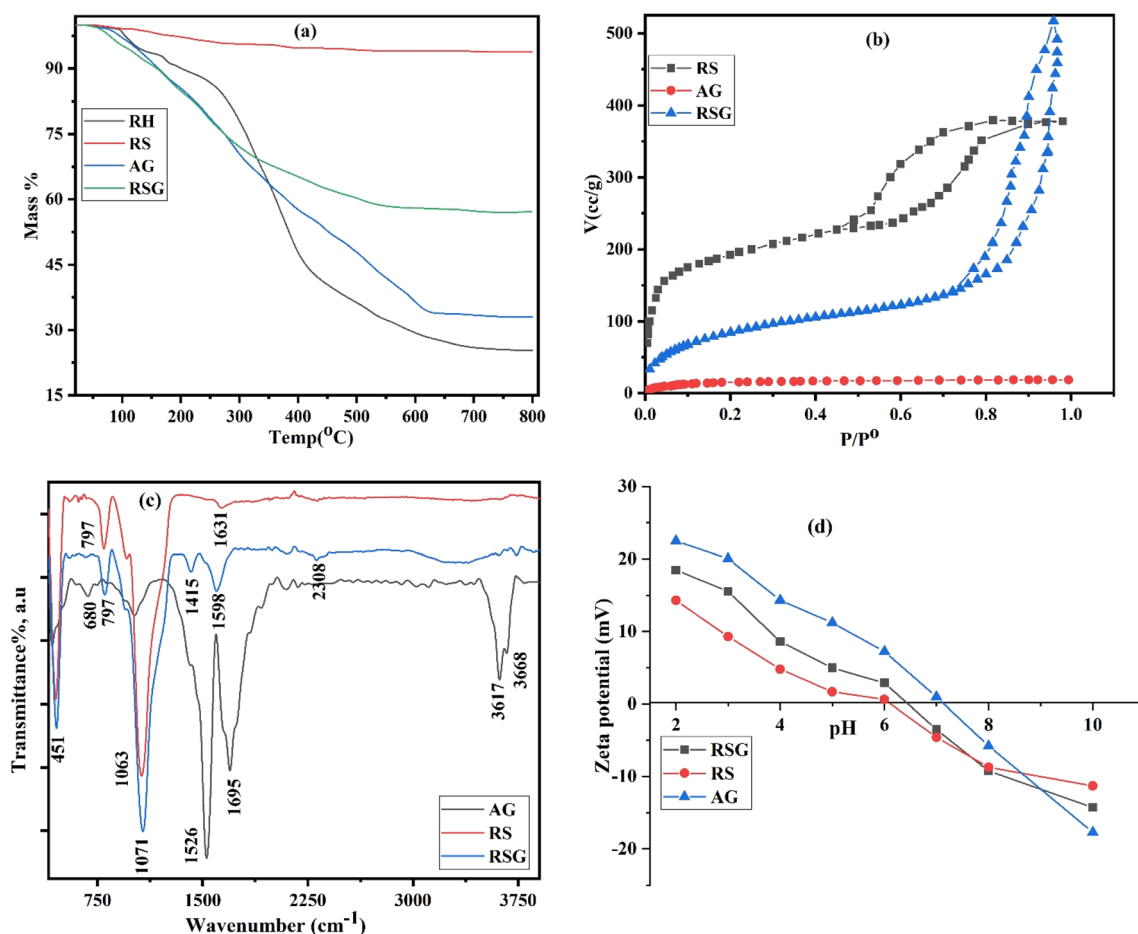 (a)
90
75
60
45
30
15
Mass %
RH
RS
AG
RSG
100
200
300
400
500
600
700
800
Temp(⁰C)
(b)
500
400
300
200
100
0
V(cc/g)
RS
AG
RSG
0.0
0.2
0.4
0.6
0.8
1.0
P/P⁰
(c)
Transmittance%, a.u
797
1631
680
797
1415
1598
2308
451
1063
1071
1526
1695
3617
3668
AG
RS
RSG
750
1500
2250
3000
3750
Wavenumber (cm⁻¹)
(d)
30
20
10
0
-10
-20
Zeta potential (mV)
2
4
pH
6
8
10
RSG
RS
AG